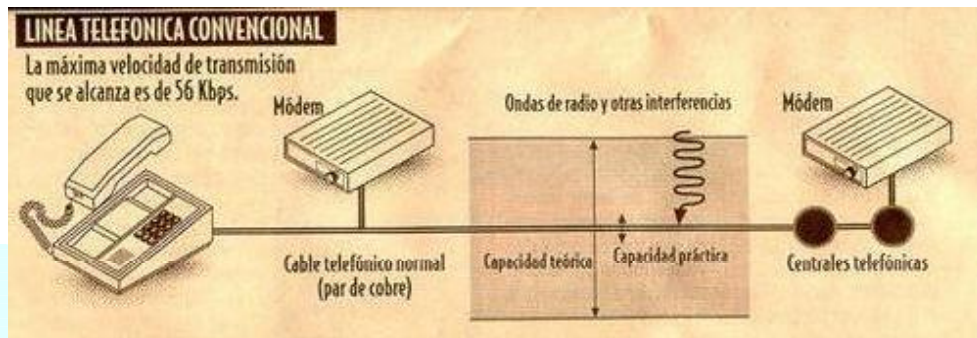 LINEA TELEFONICA CONVENCIONAL
La máxima velocidad de transmisión
que se alcanza es de 56 Kbps.
Módem
Ondas de radio y otras interferencias
Módem
Cable telefónico normal
(par de cobre)
Capacidad teórica
Capacidad práctica
Centrales telefónicas